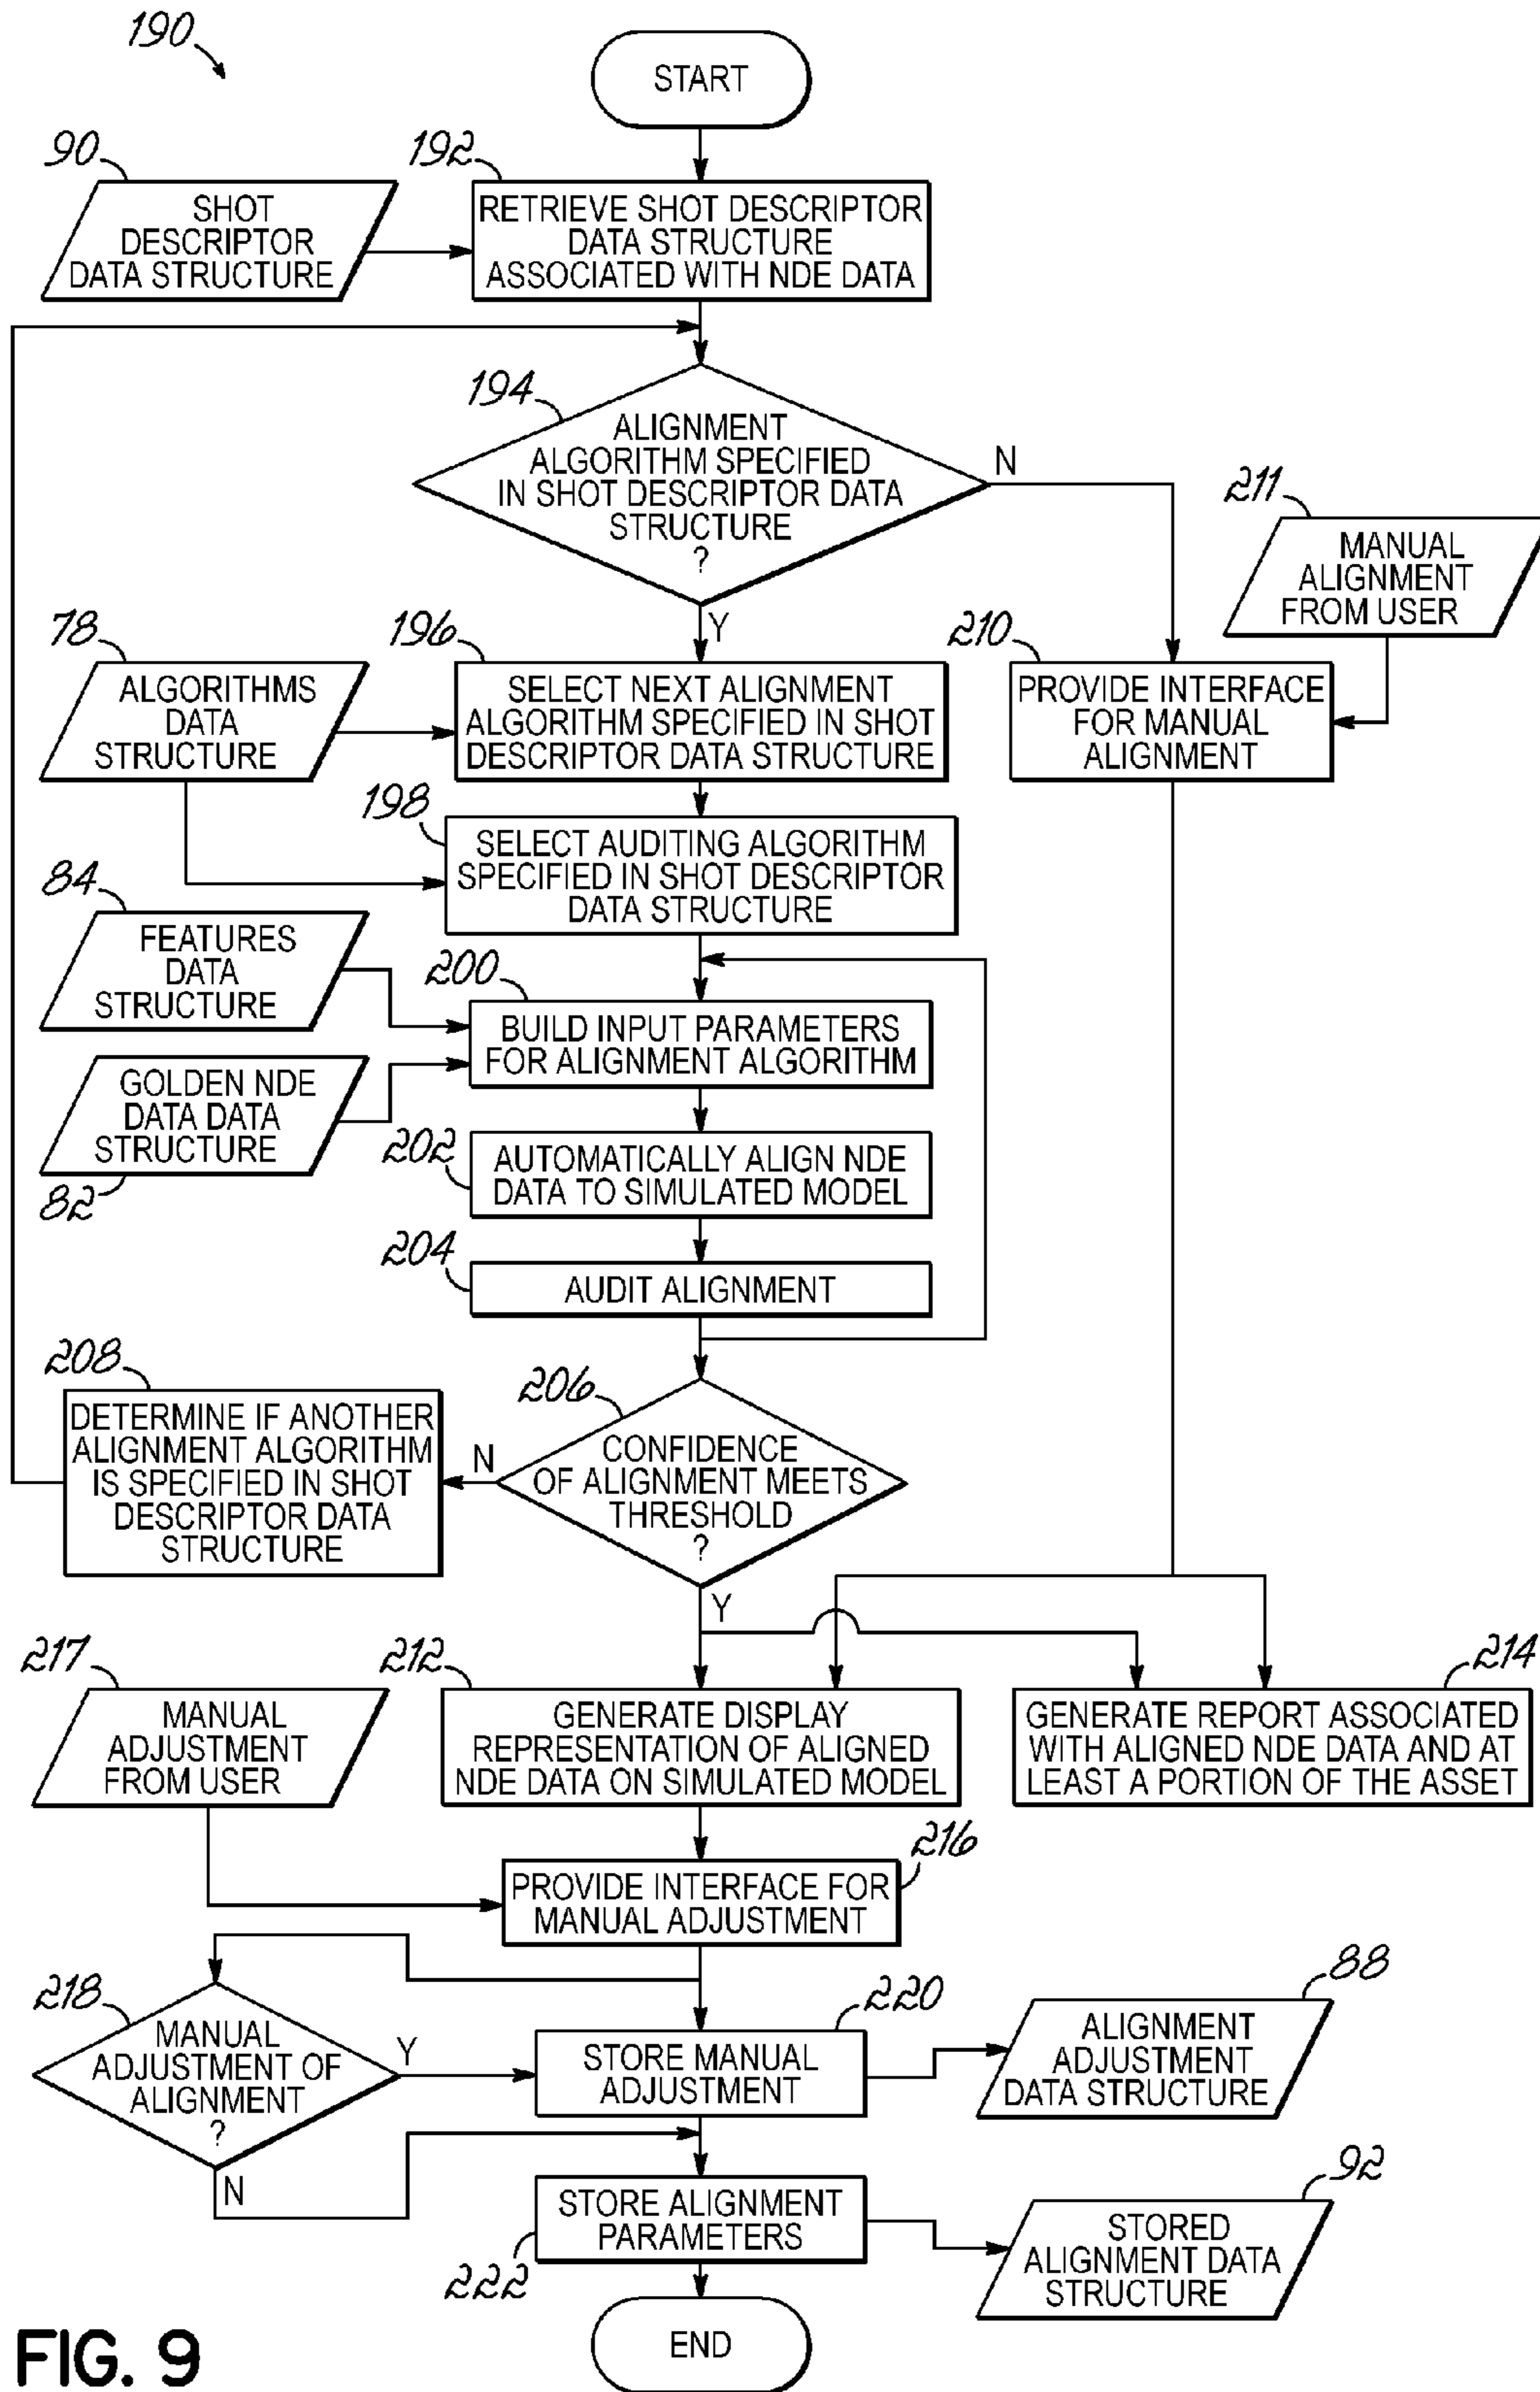 190
START
90
SHOT
DESCRIPTOR
DATA STRUCTURE
192
RETRIEVE SHOT DESCRIPTOR
DATA STRUCTURE
ASSOCIATED WITH NDE DATA
194
ALIGNMENT
ALGORITHM SPECIFIED
IN SHOT DESCRIPTOR DATA
STRUCTURE
?
N
Y
211
MANUAL
ALIGNMENT
FROM USER
78
ALGORITHMS
DATA
STRUCTURE
196
SELECT NEXT ALIGNMENT
ALGORITHM SPECIFIED IN SHOT
DESCRIPTOR DATA STRUCTURE
210
PROVIDE INTERFACE
FOR MANUAL
ALIGNMENT
198
SELECT AUDITING ALGORITHM
SPECIFIED IN SHOT DESCRIPTOR
DATA STRUCTURE
84
FEATURES
DATA
STRUCTURE
200
BUILD INPUT PARAMETERS
FOR ALIGNMENT ALGORITHM
GOLDEN NDE
DATA DATA
STRUCTURE
82
202
AUTOMATICALLY ALIGN NDE
DATA TO SIMULATED MODEL
204
AUDIT ALIGNMENT
208
DETERMINE IF ANOTHER
ALIGNMENT ALGORITHM
IS SPECIFIED IN SHOT
DESCRIPTOR DATA
STRUCTURE
N
206
CONFIDENCE
OF ALIGNMENT MEETS
THRESHOLD
?
Y
217
MANUAL
ADJUSTMENT
FROM USER
212
GENERATE DISPLAY
REPRESENTATION OF ALIGNED
NDE DATA ON SIMULATED MODEL
214
GENERATE REPORT ASSOCIATED
WITH ALIGNED NDE DATA AND AT
LEAST A PORTION OF THE ASSET
216
PROVIDE INTERFACE FOR
MANUAL ADJUSTMENT
218
MANUAL
ADJUSTMENT OF
ALIGNMENT
?
Y
N
220
STORE MANUAL
ADJUSTMENT
88
ALIGNMENT
ADJUSTMENT
DATA STRUCTURE
STORE ALIGNMENT
PARAMETERS
222
92
STORED
ALIGNMENT DATA
STRUCTURE
END
FIG. 9